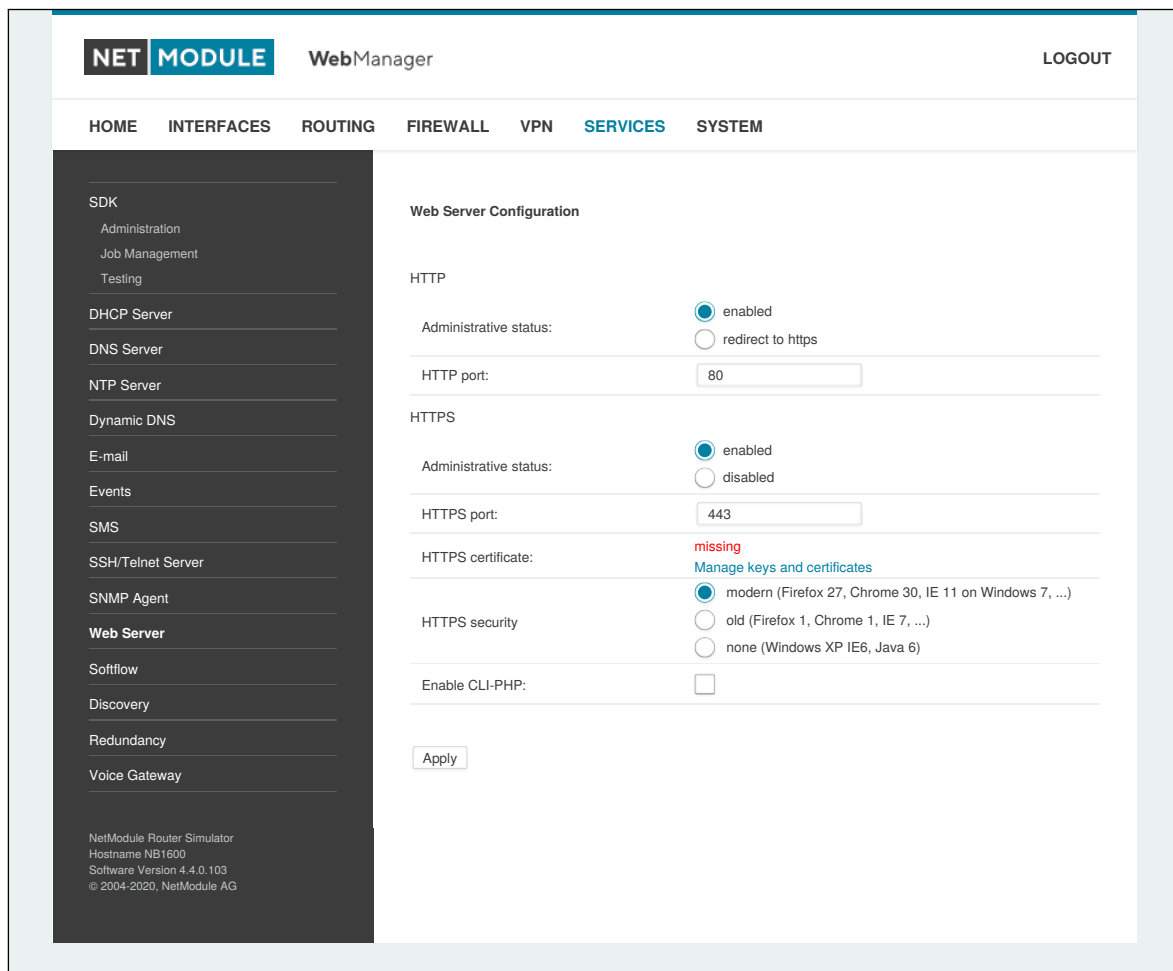 NET MODULE WebManager LOGOUT
HOME INTERFACES ROUTING FIREWALL VPN SERVICES SYSTEM
SDK
Administration
Job Management
Testing
DHCP Server
DNS Server
NTP Server
Dynamic DNS
E-mail
Events
SMS
SSH/Telnet Server
SNMP Agent
Web Server
Softflow
Discovery
Redundancy
Voice Gateway
NetModule Router Simulator
Hostname NB1600
Software Version 4.4.0.103
© 2004-2020, NetModule AG
Web Server Configuration
HTTP
Administrative status:
enabled
redirect to https
HTTP port: 80
HTTPS
Administrative status:
enabled
disabled
HTTPS port: 443
HTTPS certificate:
missing
Manage keys and certificates
HTTPS security
modern (Firefox 27, Chrome 30, IE 11 on Windows 7, ...)
old (Firefox 1, Chrome 1, IE 7, ...)
none (Windows XP IE6, Java 6)
Enable CLI-PHP:
Apply